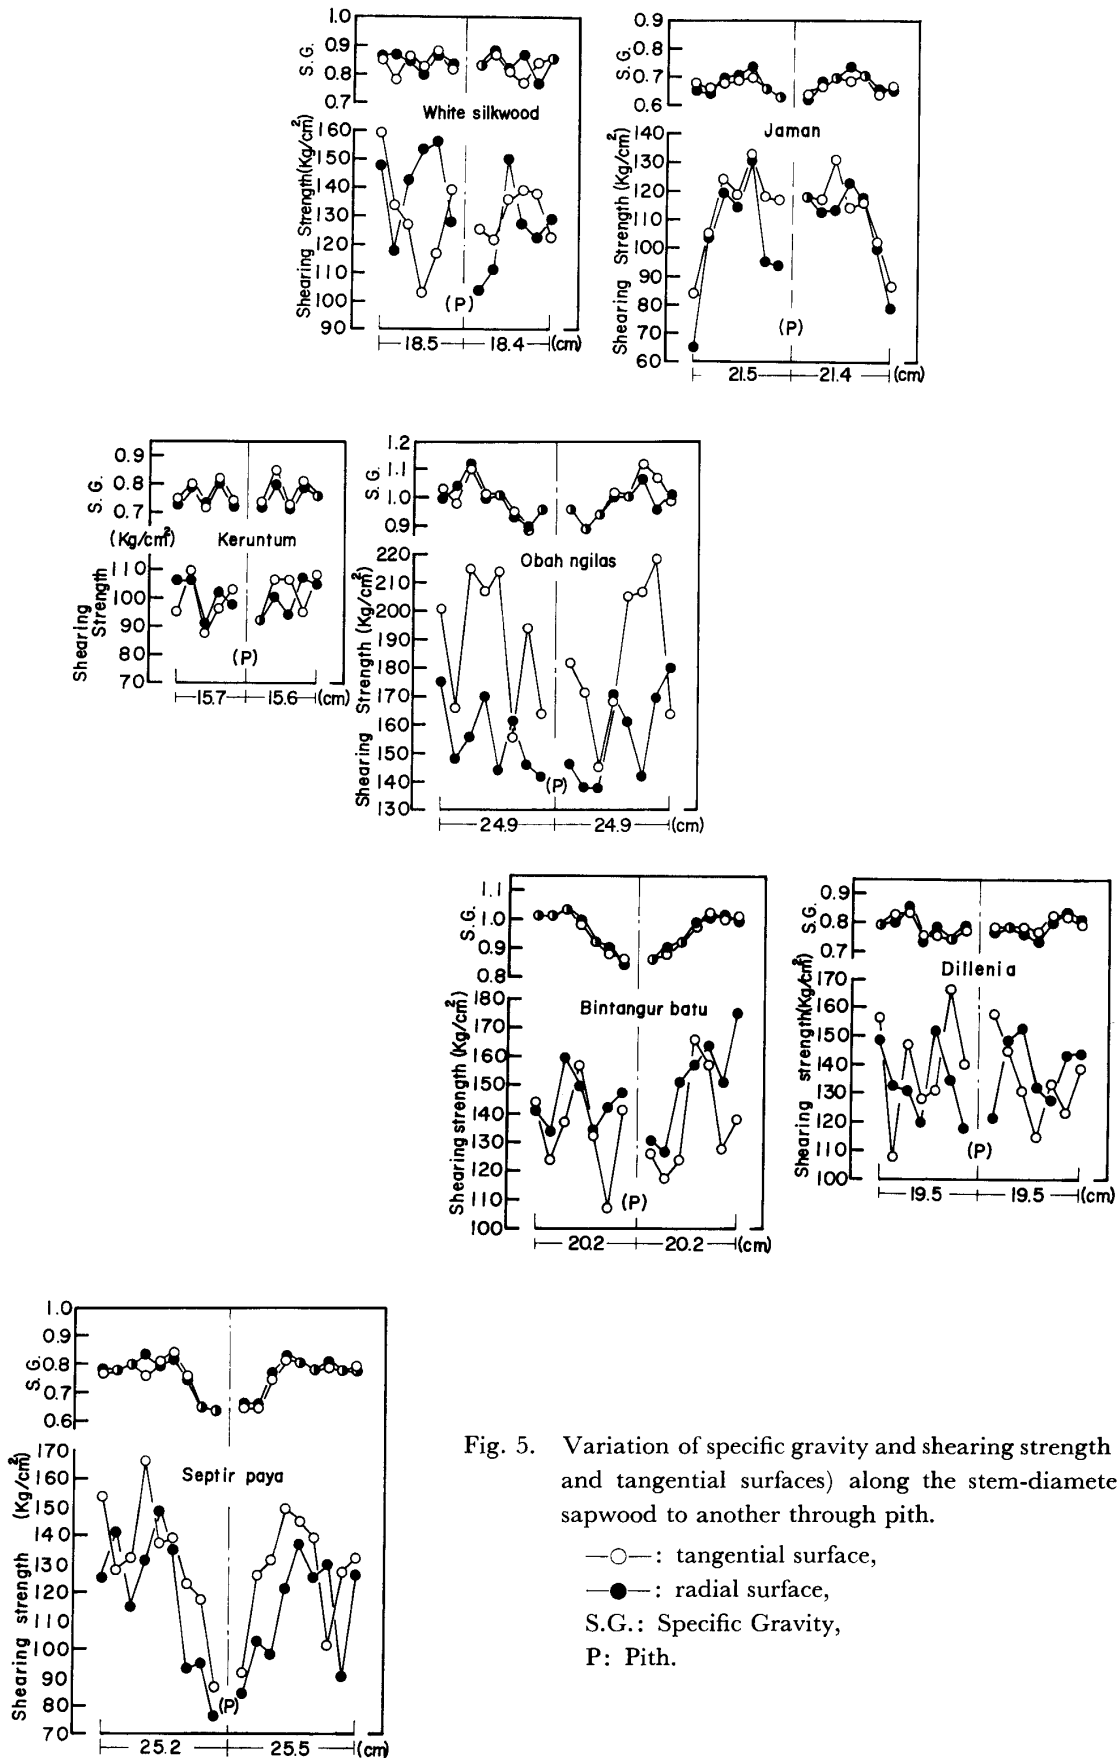 1.0
0.9
0.8
0.7
S.G.
White silkwood
160
150
140
130
120
110
100
90
Shearing Strength(Kg/cm²)
(P)
18.5 18.4 (cm)
0.9
0.8
0.7
0.6
S.G.
Jaman
140
130
120
110
100
90
80
70
60
Shearing Strength (Kg/cm²)
(P)
21.5 21.4 (cm)
0.9
0.8
0.7
S.G.
(Kg/cm²) Keruntum
110
100
90
80
70
Shearing
Strength
(P)
15.7 15.6 (cm)
1.2
1.1
1.0
0.9
S.G.
Obah ngilas
220
210
200
190
180
170
160
150
140
130
Shearing Strength (Kg/cm²)
(P)
24.9 24.9 (cm)
1.1
1.0
0.9
0.8
S.G.
Bintangur batu
180
170
160
150
140
130
120
110
100
Shearing strength (Kg/cm²)
(P)
20.2 20.2 (cm)
0.9
0.8
0.7
S.G.
Dillenia
170
160
150
140
130
120
110
100
Shearing strength(Kg/cm²)
(P)
19.5 19.5 (cm)
1.0
0.9
0.8
0.7
0.6
S.G.
Septir paya
170
160
150
140
130
120
110
100
90
80
70
Shearing strength (Kg/cm²)
(P)
25.2 25.5 (cm)
Fig. 5. Variation of specific gravity and shearing strength
and tangential surfaces) along the stem-diamete
sapwood to another through pith.
—○—: tangential surface,
—●—: radial surface,
S.G.: Specific Gravity,
P: Pith.